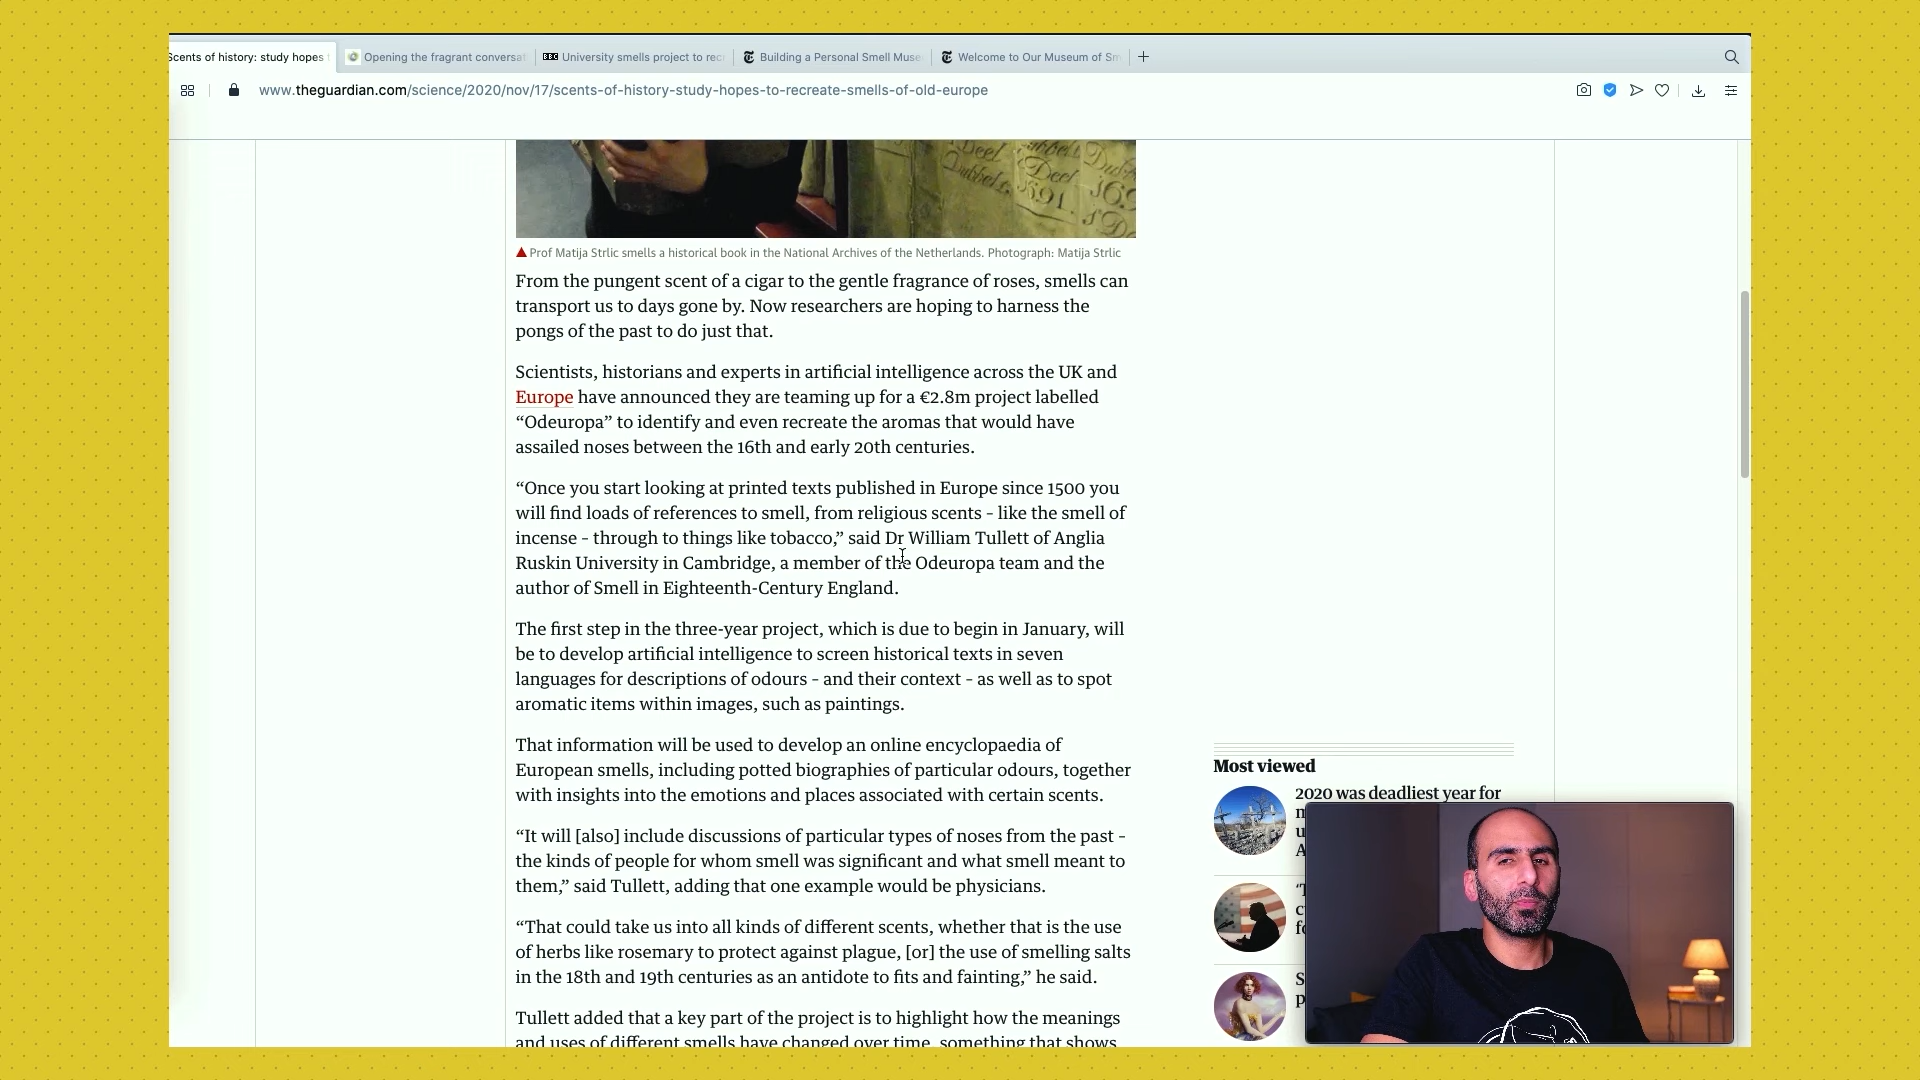 Scents of history: study hopes
Opening the fragrant conversat
BBC
University smells project to rec
Building a Personal Smell Muse
Welcome to Our Museum of Sm
www.theguardian.com/science/2020/nov/17/scents-of-history-study-hopes-to-recreate-smells-of-old-europe
Deel
Dubbel
Deel
1691.
Prof Matija Strlic smells a historical book in the National Archives of the Netherlands. Photograph: Matija Strlic
From the pungent scent of a cigar to the gentle fragrance of roses, smells can
transport us to days gone by. Now researchers are hoping to harness the
pongs of the past to do just that.
Scientists, historians and experts in artificial intelligence across the UK and
Europe have announced they are teaming up for a €2.8m project labelled
“Odeuropa” to identify and even recreate the aromas that would have
assailed noses between the 16th and early 20th centuries.
“Once you start looking at printed texts published in Europe since 1500 you
will find loads of references to smell, from religious scents – like the smell of
incense – through to things like tobacco,” said Dr William Tullett of Anglia
Ruskin University in Cambridge, a member of the Odeuropa team and the
author of Smell in Eighteenth-Century England.
The first step in the three-year project, which is due to begin in January, will
be to develop artificial intelligence to screen historical texts in seven
languages for descriptions of odours – and their context – as well as to spot
aromatic items within images, such as paintings.
That information will be used to develop an online encyclopaedia of
European smells, including potted biographies of particular odours, together
with insights into the emotions and places associated with certain scents.
“It will [also] include discussions of particular types of noses from the past –
the kinds of people for whom smell was significant and what smell meant to
them,” said Tullett, adding that one example would be physicians.
“That could take us into all kinds of different scents, whether that is the use
of herbs like rosemary to protect against plague, [or] the use of smelling salts
in the 18th and 19th centuries as an antidote to fits and fainting,” he said.
Tullett added that a key part of the project is to highlight how the meanings
and uses of different smells have changed over time, something that shows
Most viewed
2020 was deadliest year for